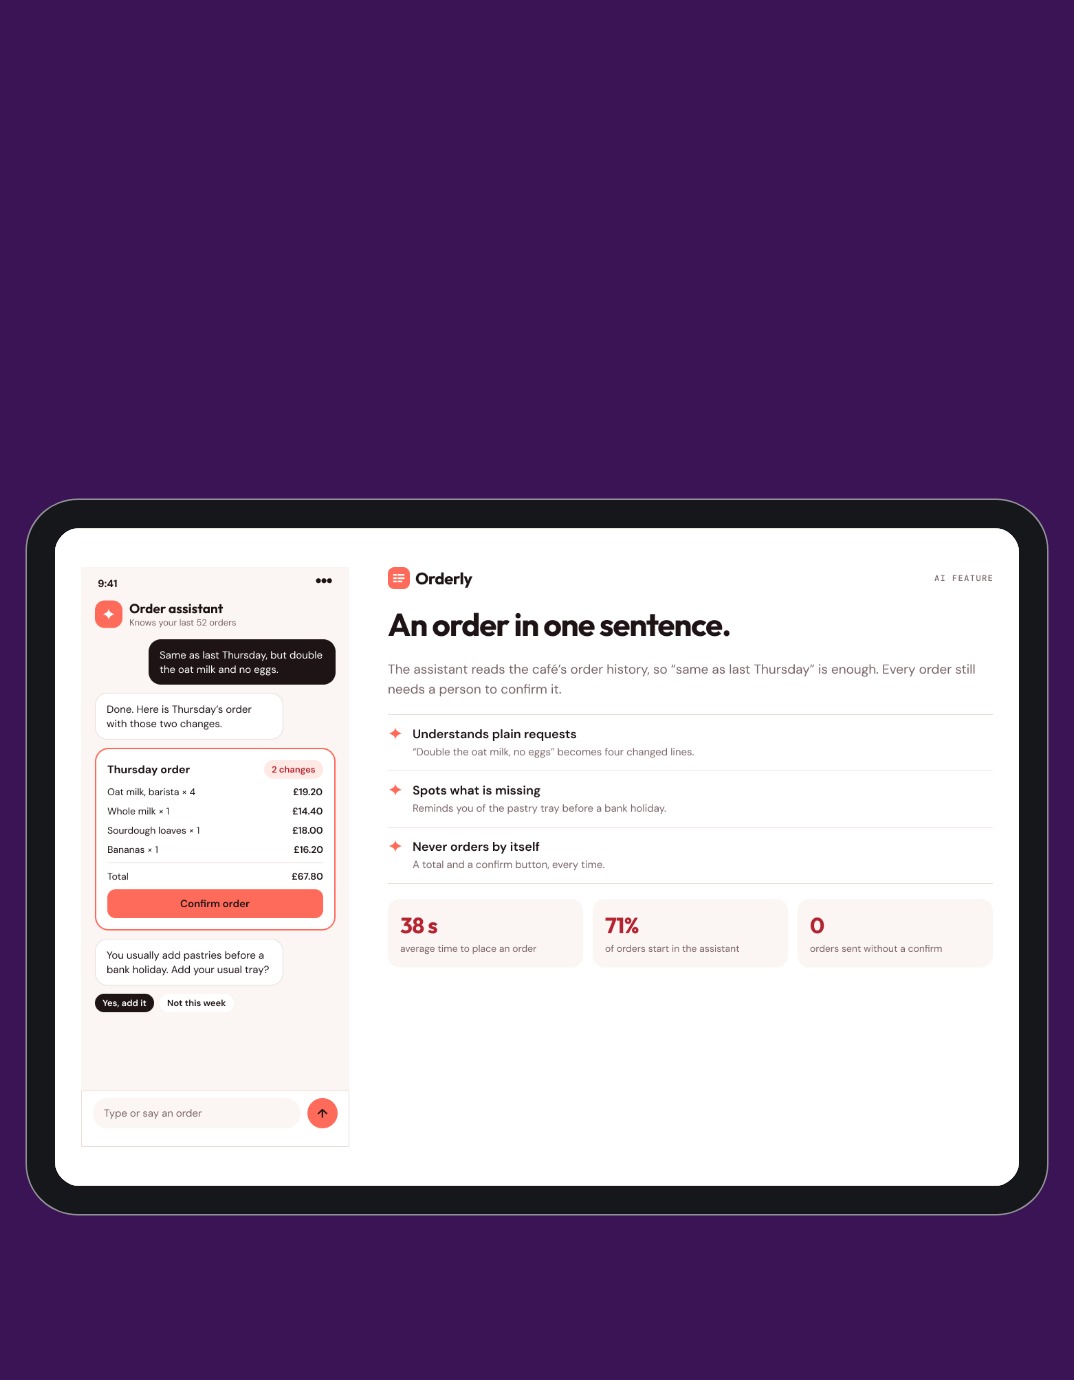 9:41
Order assistant
Knows your last 52 orders
Same as last Thursday, but double
the oat milk and no eggs.
Done. Here is Thursday’s order
with those two changes.
Thursday order 2 changes
Oat milk, barista × 4 £19.20
Whole milk × 1 £14.40
Sourdough loaves × 1 £18.00
Bananas × 1 £16.20
Total £67.80
Confirm order
You usually add pastries before a
bank holiday. Add your usual tray?
Yes, add it Not this week
Type or say an order
Orderly AI FEATURE
An order in one sentence.
The assistant reads the café’s order history, so “same as last Thursday” is enough. Every order still
needs a person to confirm it.
Understands plain requests
“Double the oat milk, no eggs” becomes four changed lines.
Spots what is missing
Reminds you of the pastry tray before a bank holiday.
Never orders by itself
A total and a confirm button, every time.
38 s
average time to place an order
71%
of orders start in the assistant
0
orders sent without a confirm